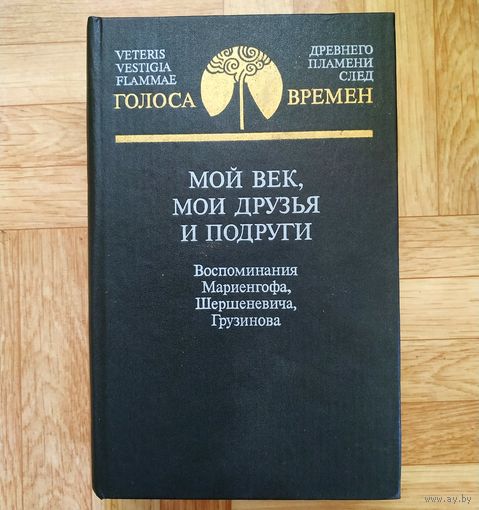 VETERIS
VESTIGIA
FLAMMAE
ДРЕВНЕГО
ПЛАМЕНИ
СЛЕД
ГОЛОСА ВРЕМЕН
МОЙ ВЕК,
МОИ ДРУЗЬЯ
И ПОДРУГИ
Воспоминания
Мариенгофа,
Шершеневича,
Грузинова
www.ay.by